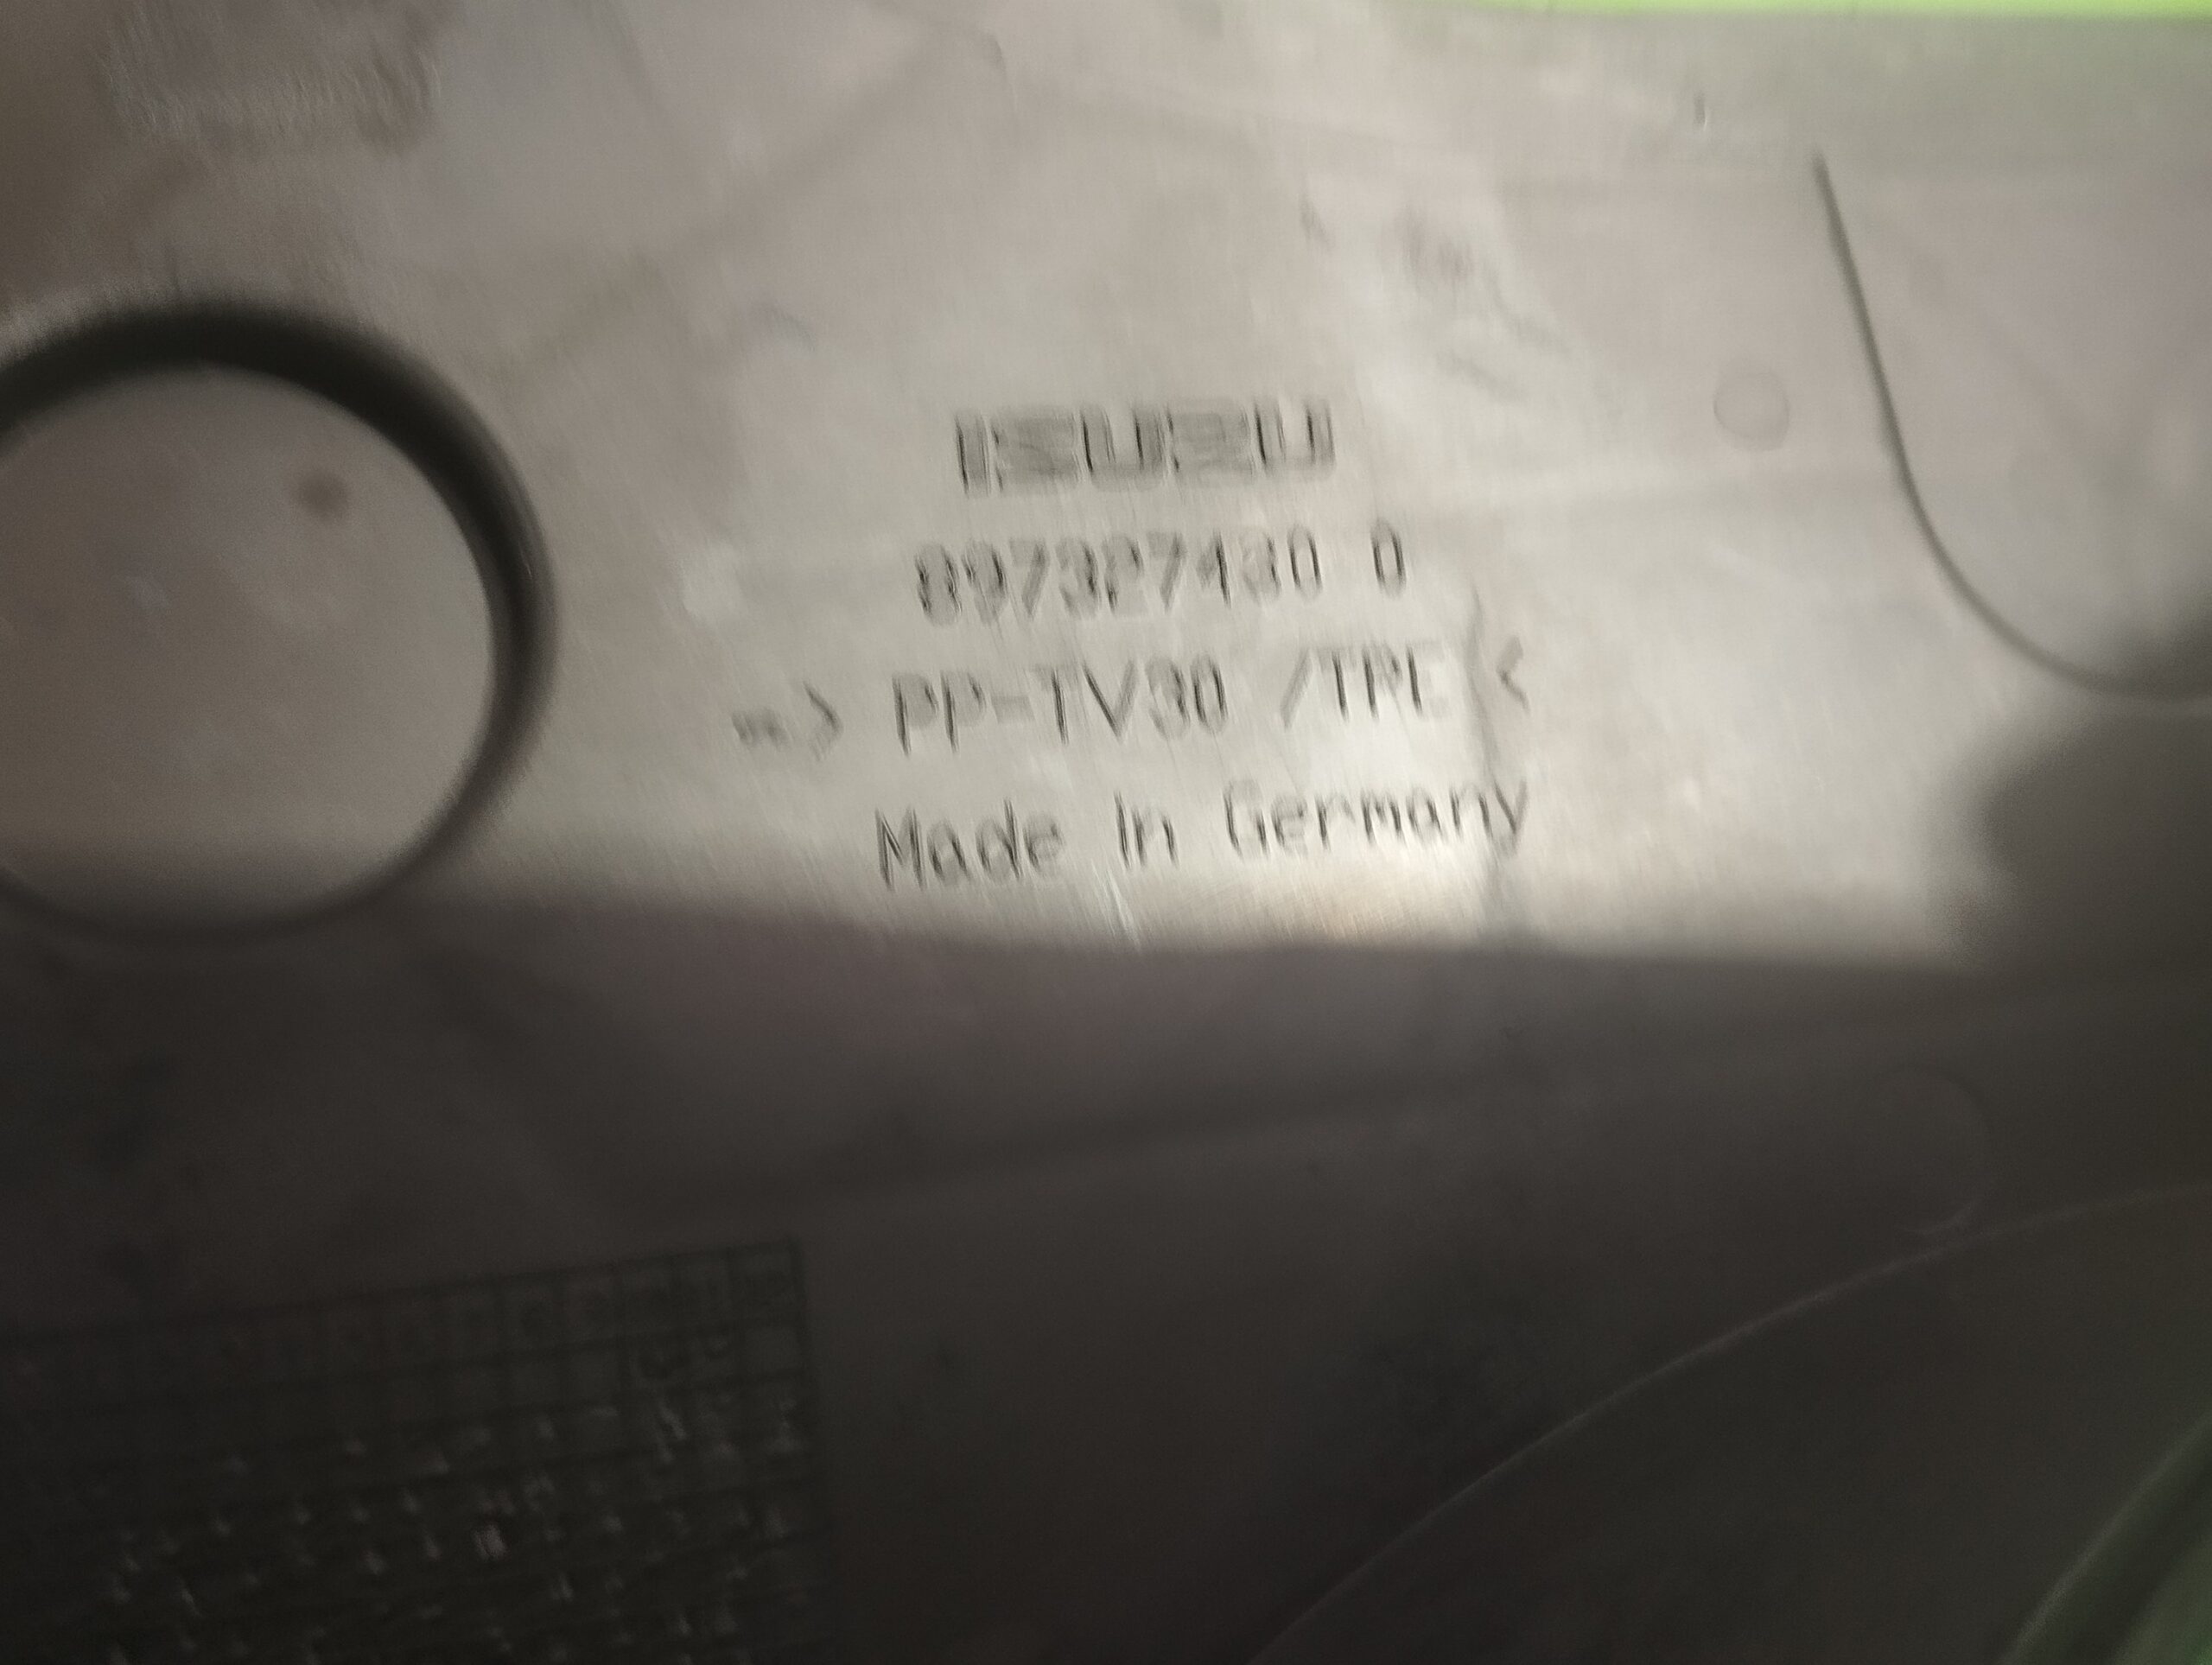 ISUZU
897327430 0
=> PP-TV30 /TPE <
Made In Germany